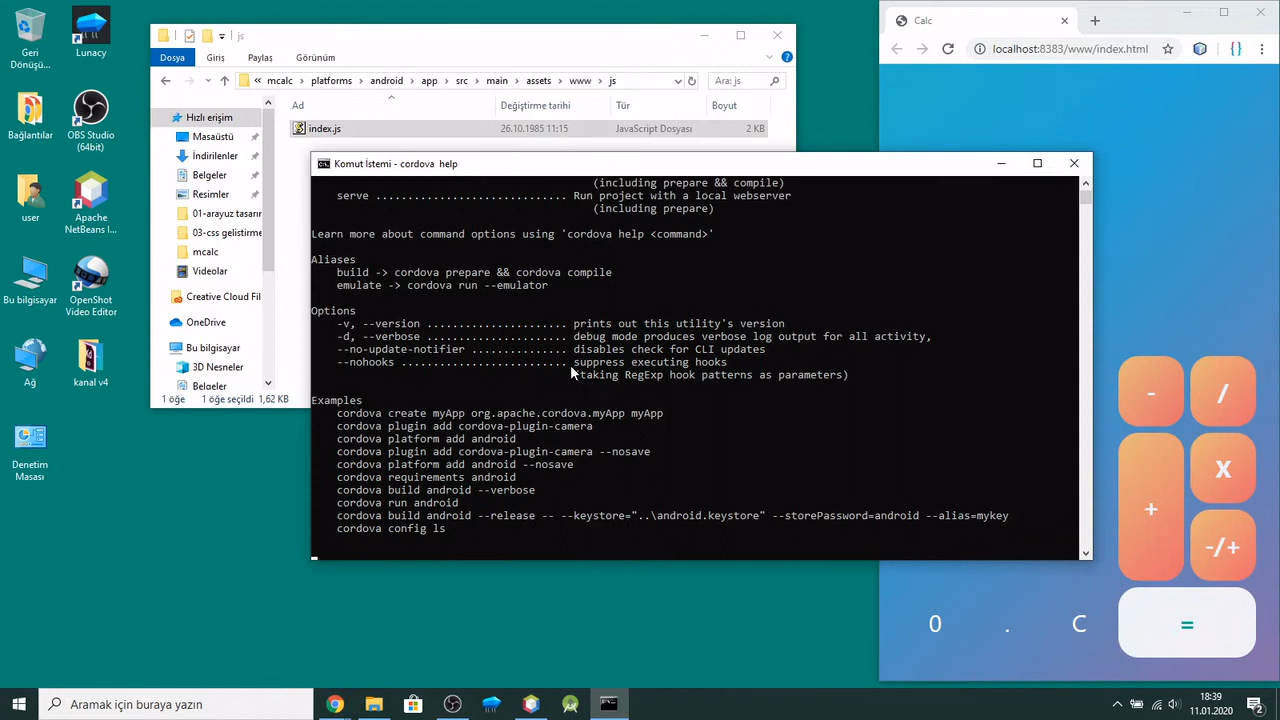 Geri
Dönüşü...
Lunacy
Bağlantılar
OBS Studio
(64bit)
user
Apache
NetBeans I...
Bu bilgisayar
OpenShot
Video Editor
Ağ
kanal v4
Denetim
Masası
js
Dosya Giriş Paylaş Görünüm
« mcalc › platforms › android › app › src › main › assets › www › js
Ara: js
Ad Değiştirme tarihi Tür Boyut
index.js 26.10.1985 11:15 JavaScript Dosyası 2 KB
Hızlı erişim
Masaüstü
İndirilenler
Belgeler
Resimler
01-arayuz tasarın
03-css gelistirme
mcalc
Videolar
Creative Cloud Fil
OneDrive
Bu bilgisayar
3D Nesneler
Belgeler
1 öğe 1 öğe seçildi 1,62 KB
Komut İstemi - cordova help
(including prepare && compile)
serve ............................. Run project with a local webserver
(including prepare)
Learn more about command options using 'cordova help <command>'
Aliases
build -> cordova prepare && cordova compile
emulate -> cordova run --emulator
Options
-v, --version ...................... prints out this utility's version
-d, --verbose ...................... debug mode produces verbose log output for all activity,
--no-update-notifier ............... disables check for CLI updates
--nohooks .......................... suppress executing hooks
(taking RegExp hook patterns as parameters)
Examples
cordova create myApp org.apache.cordova.myApp myApp
cordova plugin add cordova-plugin-camera
cordova platform add android
cordova plugin add cordova-plugin-camera --nosave
cordova platform add android --nosave
cordova requirements android
cordova build android --verbose
cordova run android
cordova build android --release -- --keystore="..\android.keystore" --storePassword=android --alias=mykey
cordova config ls
Calc
localhost:8383/www/index.html
- /
+ X
-/+
0 . C =
Aramak için buraya yazın
18:39
11.01.2020
2